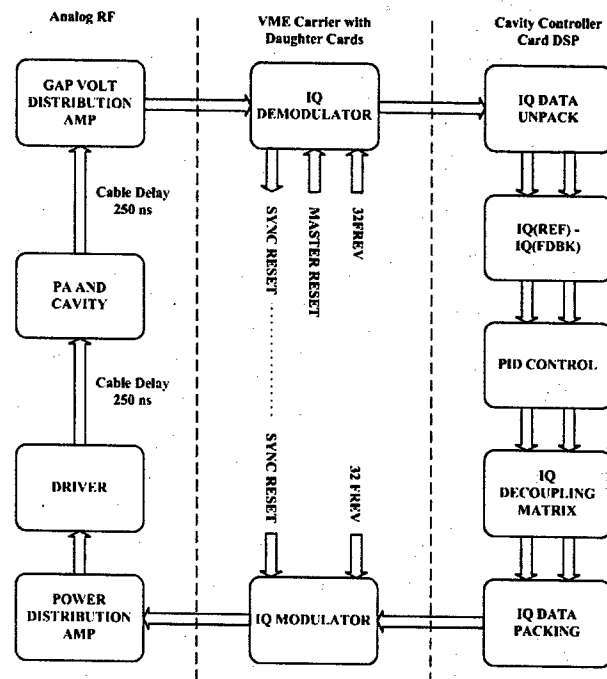 Analog RF
VME Carrier with
Daughter Cards
Cavity Controller
Card DSP
GAP VOLT
DISTRIBUTION
AMP
IQ
DEMODULATOR
IQ DATA
UNPACK
Cable Delay
250 ns
SYNC RESET
MASTER RESET
32FREV
IQ(REF) -
IQ(FDBK)
PA AND
CAVITY
PID CONTROL
Cable Delay
250 ns
DRIVER
SYNC RESET
32 FREV
IQ
DECOUPLING
MATRIX
POWER
DISTRIBUTION
AMP
IQ MODULATOR
IQ DATA
PACKING